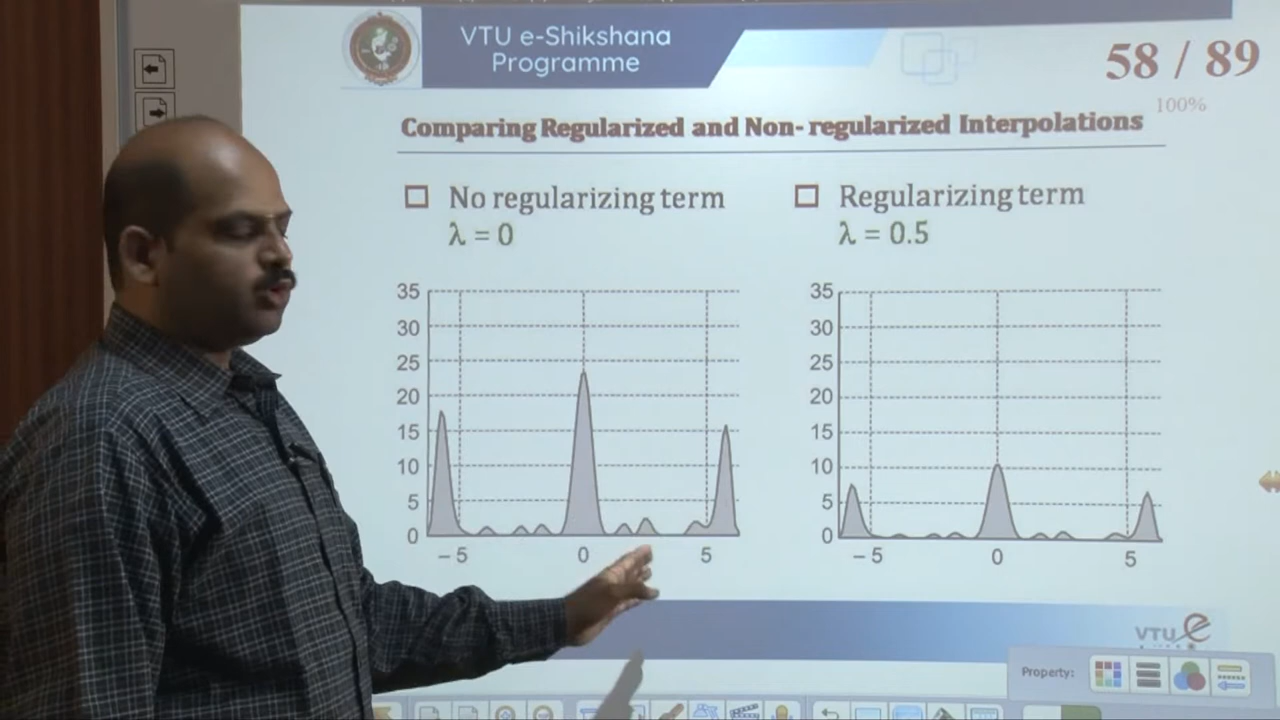 VTU e-Shikshana
Programme
58 / 89
100%
Comparing Regularized and Non- regularized Interpolations
No regularizing term
λ = 0
Regularizing term
λ = 0.5
35
30
25
20
15
10
5
0
– 5 0 5
35
30
25
20
15
10
5
0
– 5 0 5
VTU e
Property: